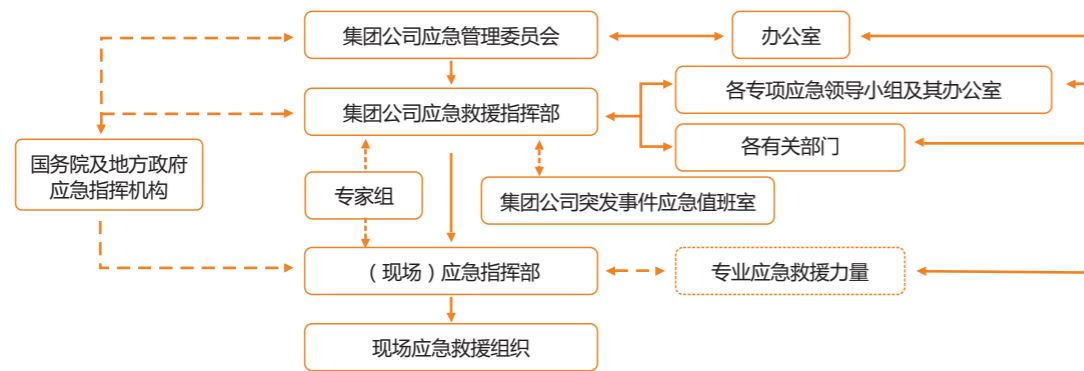 集团公司应急管理委员会
办公室
各专项应急领导小组及其办公室
集团公司应急救援指挥部
各有关部门
国务院及地方政府
应急指挥机构
专家组
集团公司突发事件应急值班室
（现场）应急指挥部
专业应急救援力量
现场应急救援组织